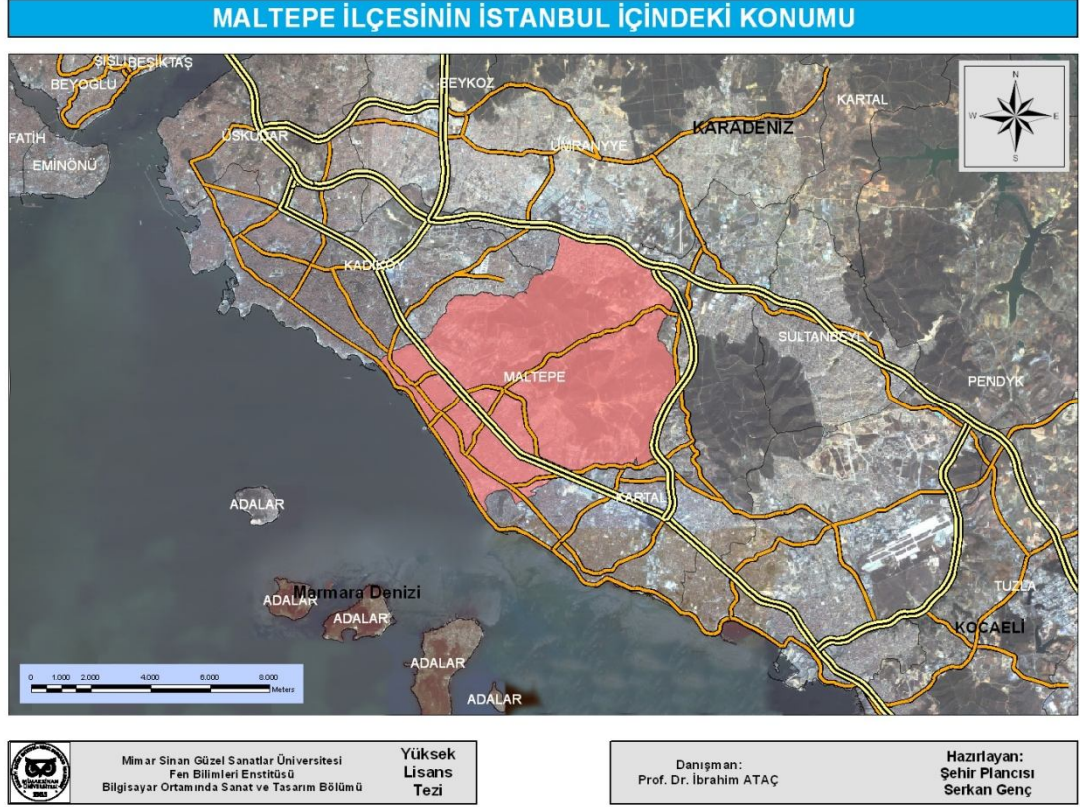 MALTEPE İLÇESİNİN İSTANBUL İÇİNDEKİ KONUMU
ŞİŞLİ BEŞİKTAŞ
BEYOĞLU
BEYKOZ
KARTAL
N
W E
S
FATİH
ÜSKÜDAR
KARADENİZ
ÜMRANYYE
EMİNÖNÜ
KADIKÖY
SULTANBEYLY
MALTEPE
PENDYK
ADALAR
KARTAL
Marmara Denizi
ADALAR
ADALAR
TUZLA
KOCAELİ
ADALAR
ADALAR
0 1.000 2.000 4.000 6.000 8.000
Meters
Mimar Sinan Güzel Sanatlar Üniversitesi
Fen Bilimleri Enstitüsü
Bilgisayar Ortamında Sanat ve Tasarım Bölümü
Yüksek
Lisans
Tezi
Danışman:
Prof. Dr. İbrahim ATAÇ
Hazırlayan:
Şehir Plancısı
Serkan Genç